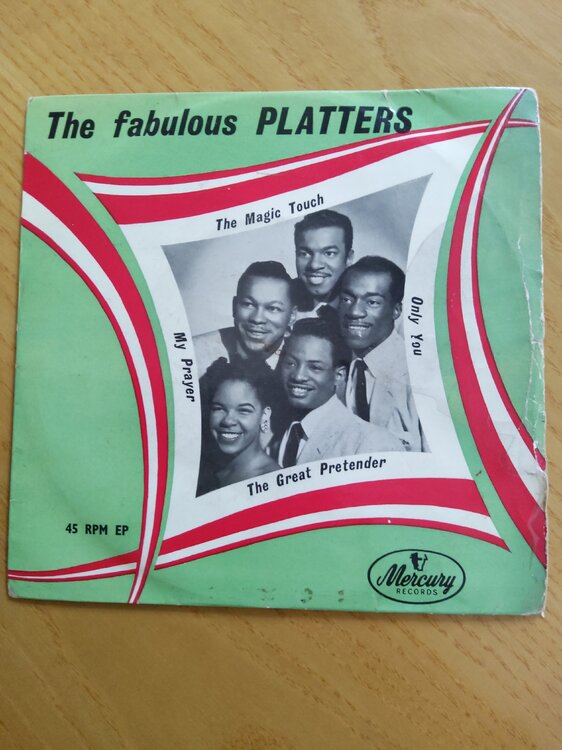 The fabulous PLATTERS
The Magic Touch
My Prayer
Only You
The Great Pretender
45 RPM EP
Mercury
RECORDS